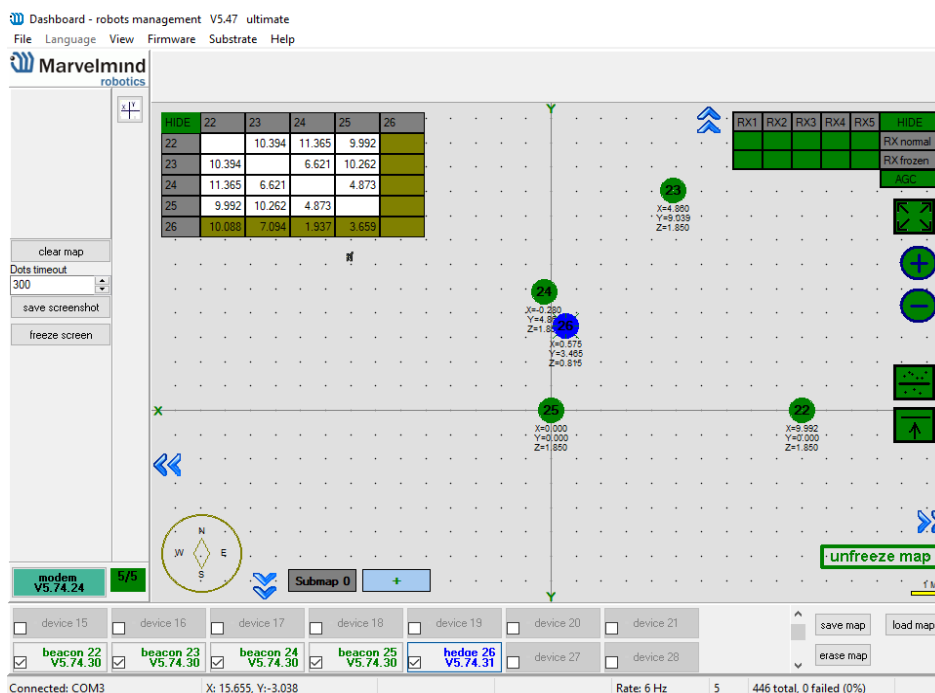 Dashboard - robots management V5.47 ultimate
File Language View Firmware Substrate Help
Marvelmind
robotics
HIDE 22 23 24 25 26
22 10.394 11.365 9.992
23 10.394 6.621 10.262
24 11.365 6.621 4.873
25 9.992 10.262 4.873
26 10.088 7.094 1.937 3.659
Y
RX1 RX2 RX3 RX4 RX5 HIDE
RX normal
RX frozen
AGC
23
X=4.860
Y=9.039
Z=1.850
clear map
Dots timeout
300
save screenshot
freeze screen
24
X=-0.280
26
X=0.575
Y=3.465
Z=0.815
X
25
X=0.000
Y=0.000
Z=1.850
22
X=9.992
Y=0.000
Z=1.850
N
W E
S
unfreeze map
modem
V5.74.24
5/5
Submap 0
+
Y
1 M
device 15 device 16 device 17 device 18 device 19 device 20 device 21
save map load map
beacon 22
V5.74.30
beacon 23
V5.74.30
beacon 24
V5.74.30
beacon 25
V5.74.30
hedge 26
V5.74.31
device 27 device 28
erase map
Connected: COM3 X: 15.655, Y:-3.038 Rate: 6 Hz 5 446 total, 0 failed (0%)